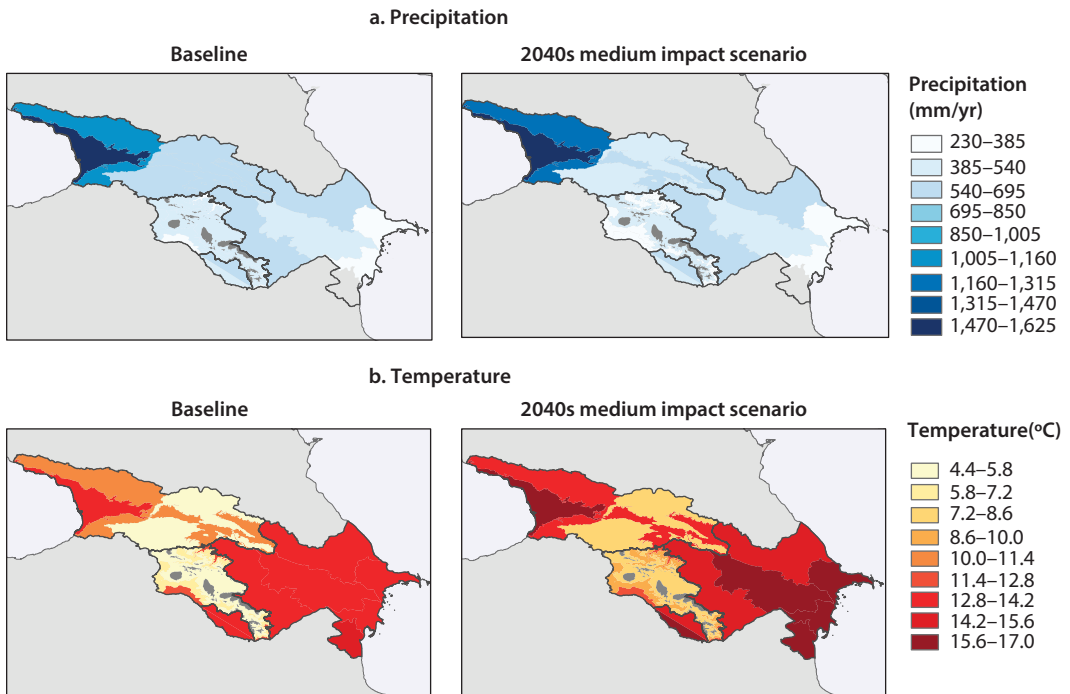 a. Precipitation
Baseline
2040s medium impact scenario
Precipitation
(mm/yr)
230–385
385–540
540–695
695–850
850–1,005
1,005–1,160
1,160–1,315
1,315–1,470
1,470–1,625
b. Temperature
Baseline
2040s medium impact scenario
Temperature(ºC)
4.4–5.8
5.8–7.2
7.2–8.6
8.6–10.0
10.0–11.4
11.4–12.8
12.8–14.2
14.2–15.6
15.6–17.0